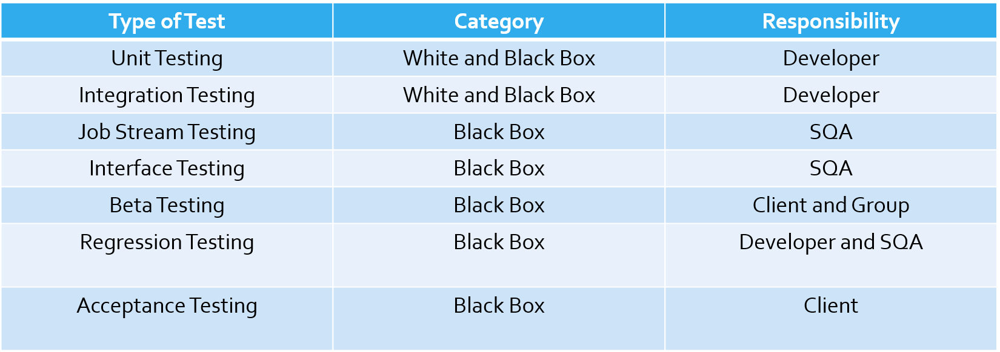 Type of Test Category Responsibility
Unit Testing White and Black Box Developer
Integration Testing White and Black Box Developer
Job Stream Testing Black Box SQA
Interface Testing Black Box SQA
Beta Testing Black Box Client and Group
Regression Testing Black Box Developer and SQA
Acceptance Testing Black Box Client